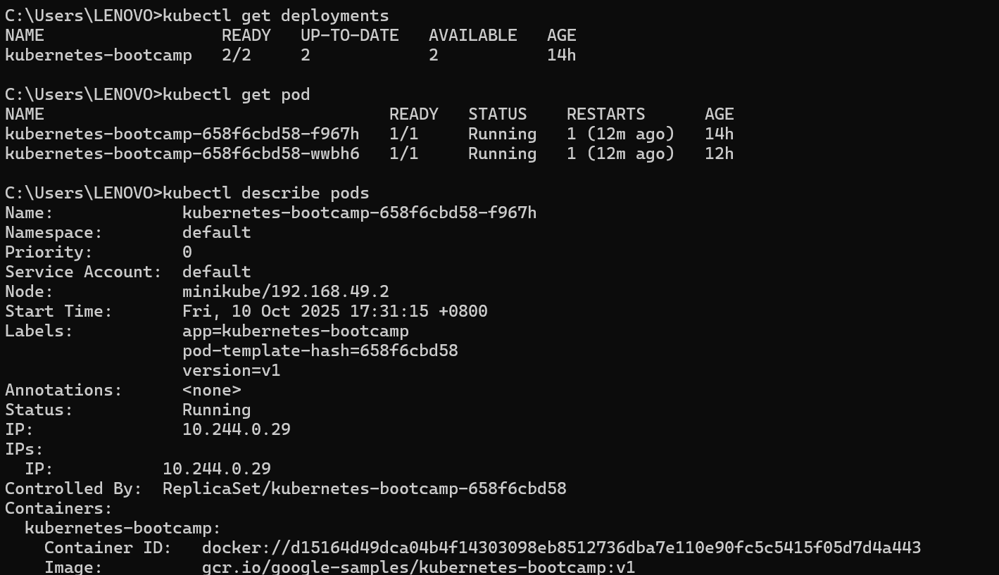 C:\Users\LENOVO>kubectl get deployments
NAME                  READY   UP-TO-DATE   AVAILABLE   AGE
kubernetes-bootcamp   2/2     2            2           14h
C:\Users\LENOVO>kubectl get pod
NAME                                   READY   STATUS    RESTARTS      AGE
kubernetes-bootcamp-658f6cbd58-f967h   1/1     Running   1 (12m ago)   14h
kubernetes-bootcamp-658f6cbd58-wwbh6   1/1     Running   1 (12m ago)   12h
C:\Users\LENOVO>kubectl describe pods
Name:             kubernetes-bootcamp-658f6cbd58-f967h
Namespace:        default
Priority:         0
Service Account:  default
Node:             minikube/192.168.49.2
Start Time:       Fri, 10 Oct 2025 17:31:15 +0800
Labels:           app=kubernetes-bootcamp
                  pod-template-hash=658f6cbd58
                  version=v1
Annotations:      <none>
Status:           Running
IP:               10.244.0.29
IPs:
  IP:           10.244.0.29
Controlled By:  ReplicaSet/kubernetes-bootcamp-658f6cbd58
Containers:
  kubernetes-bootcamp:
    Container ID:   docker://d15164d49dca04b4f14303098eb8512736dba7e110e90fc5c5415f05d7d4a443
    Image:          gcr.io/google-samples/kubernetes-bootcamp:v1